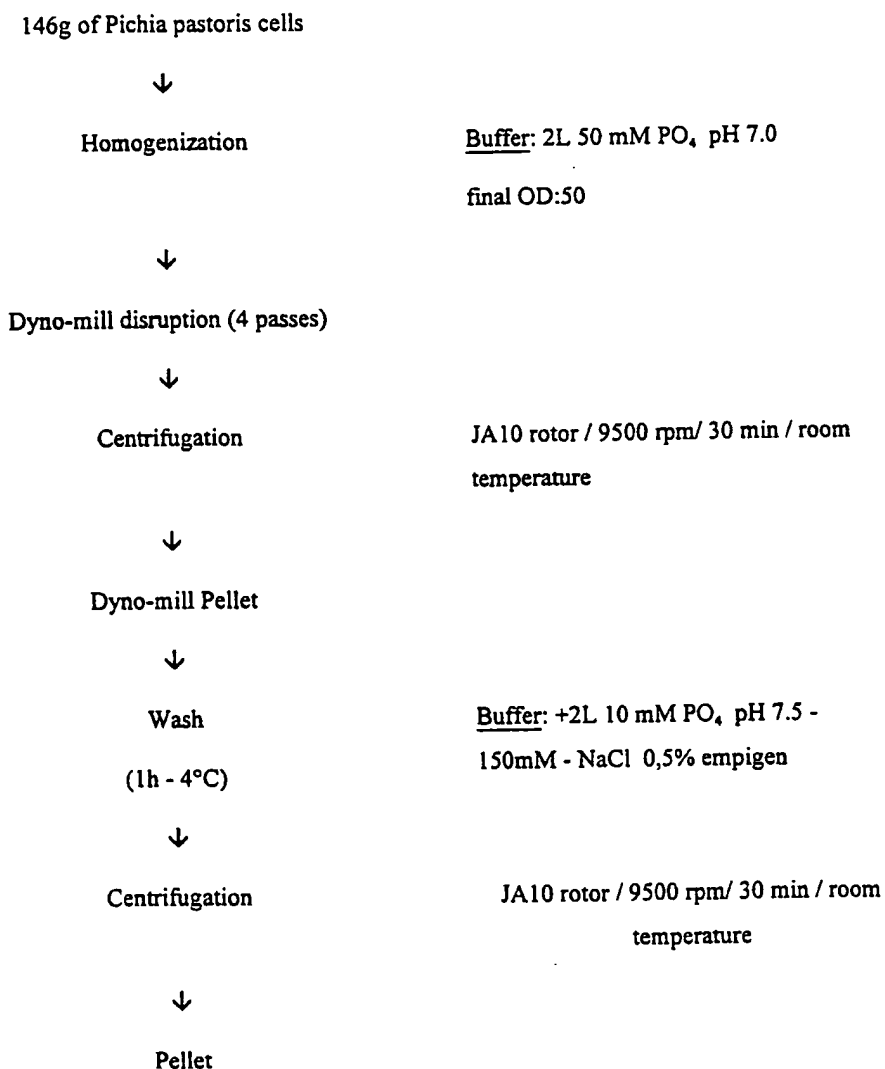 146g of Pichia pastoris cells
↓
Homogenization
Buffer: 2L 50 mM PO₄ pH 7.0
final OD:50
↓
Dyno-mill disruption (4 passes)
↓
Centrifugation
JA10 rotor / 9500 rpm/ 30 min / room
temperature
↓
Dyno-mill Pellet
↓
Wash
(1h - 4°C)
Buffer: +2L 10 mM PO₄ pH 7.5 -
150mM - NaCl 0,5% empigen
↓
Centrifugation
JA10 rotor / 9500 rpm/ 30 min / room
temperature
↓
Pellet